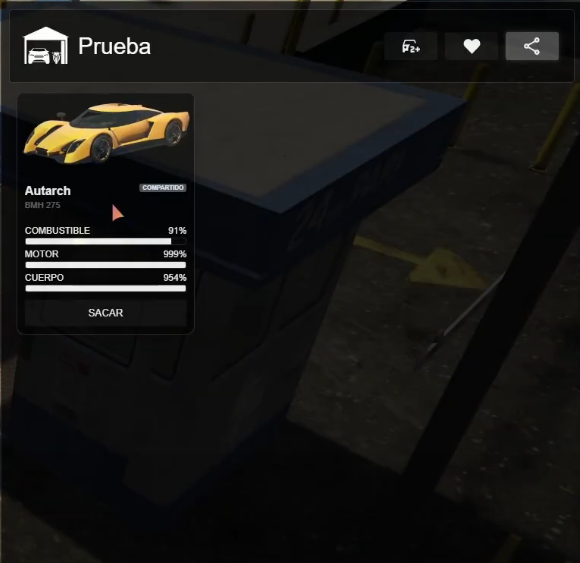 Prueba
2+
Autarch
COMPARTIDO
BMH 275
COMBUSTIBLE 91%
MOTOR 999%
CUERPO 954%
SACAR